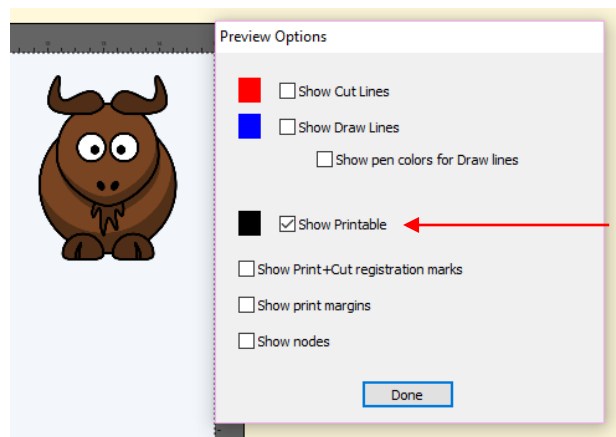 Preview Options
Show Cut Lines
Show Draw Lines
Show pen colors for Draw lines
Show Printable
Show Print+Cut registration marks
Show print margins
Show nodes
Done